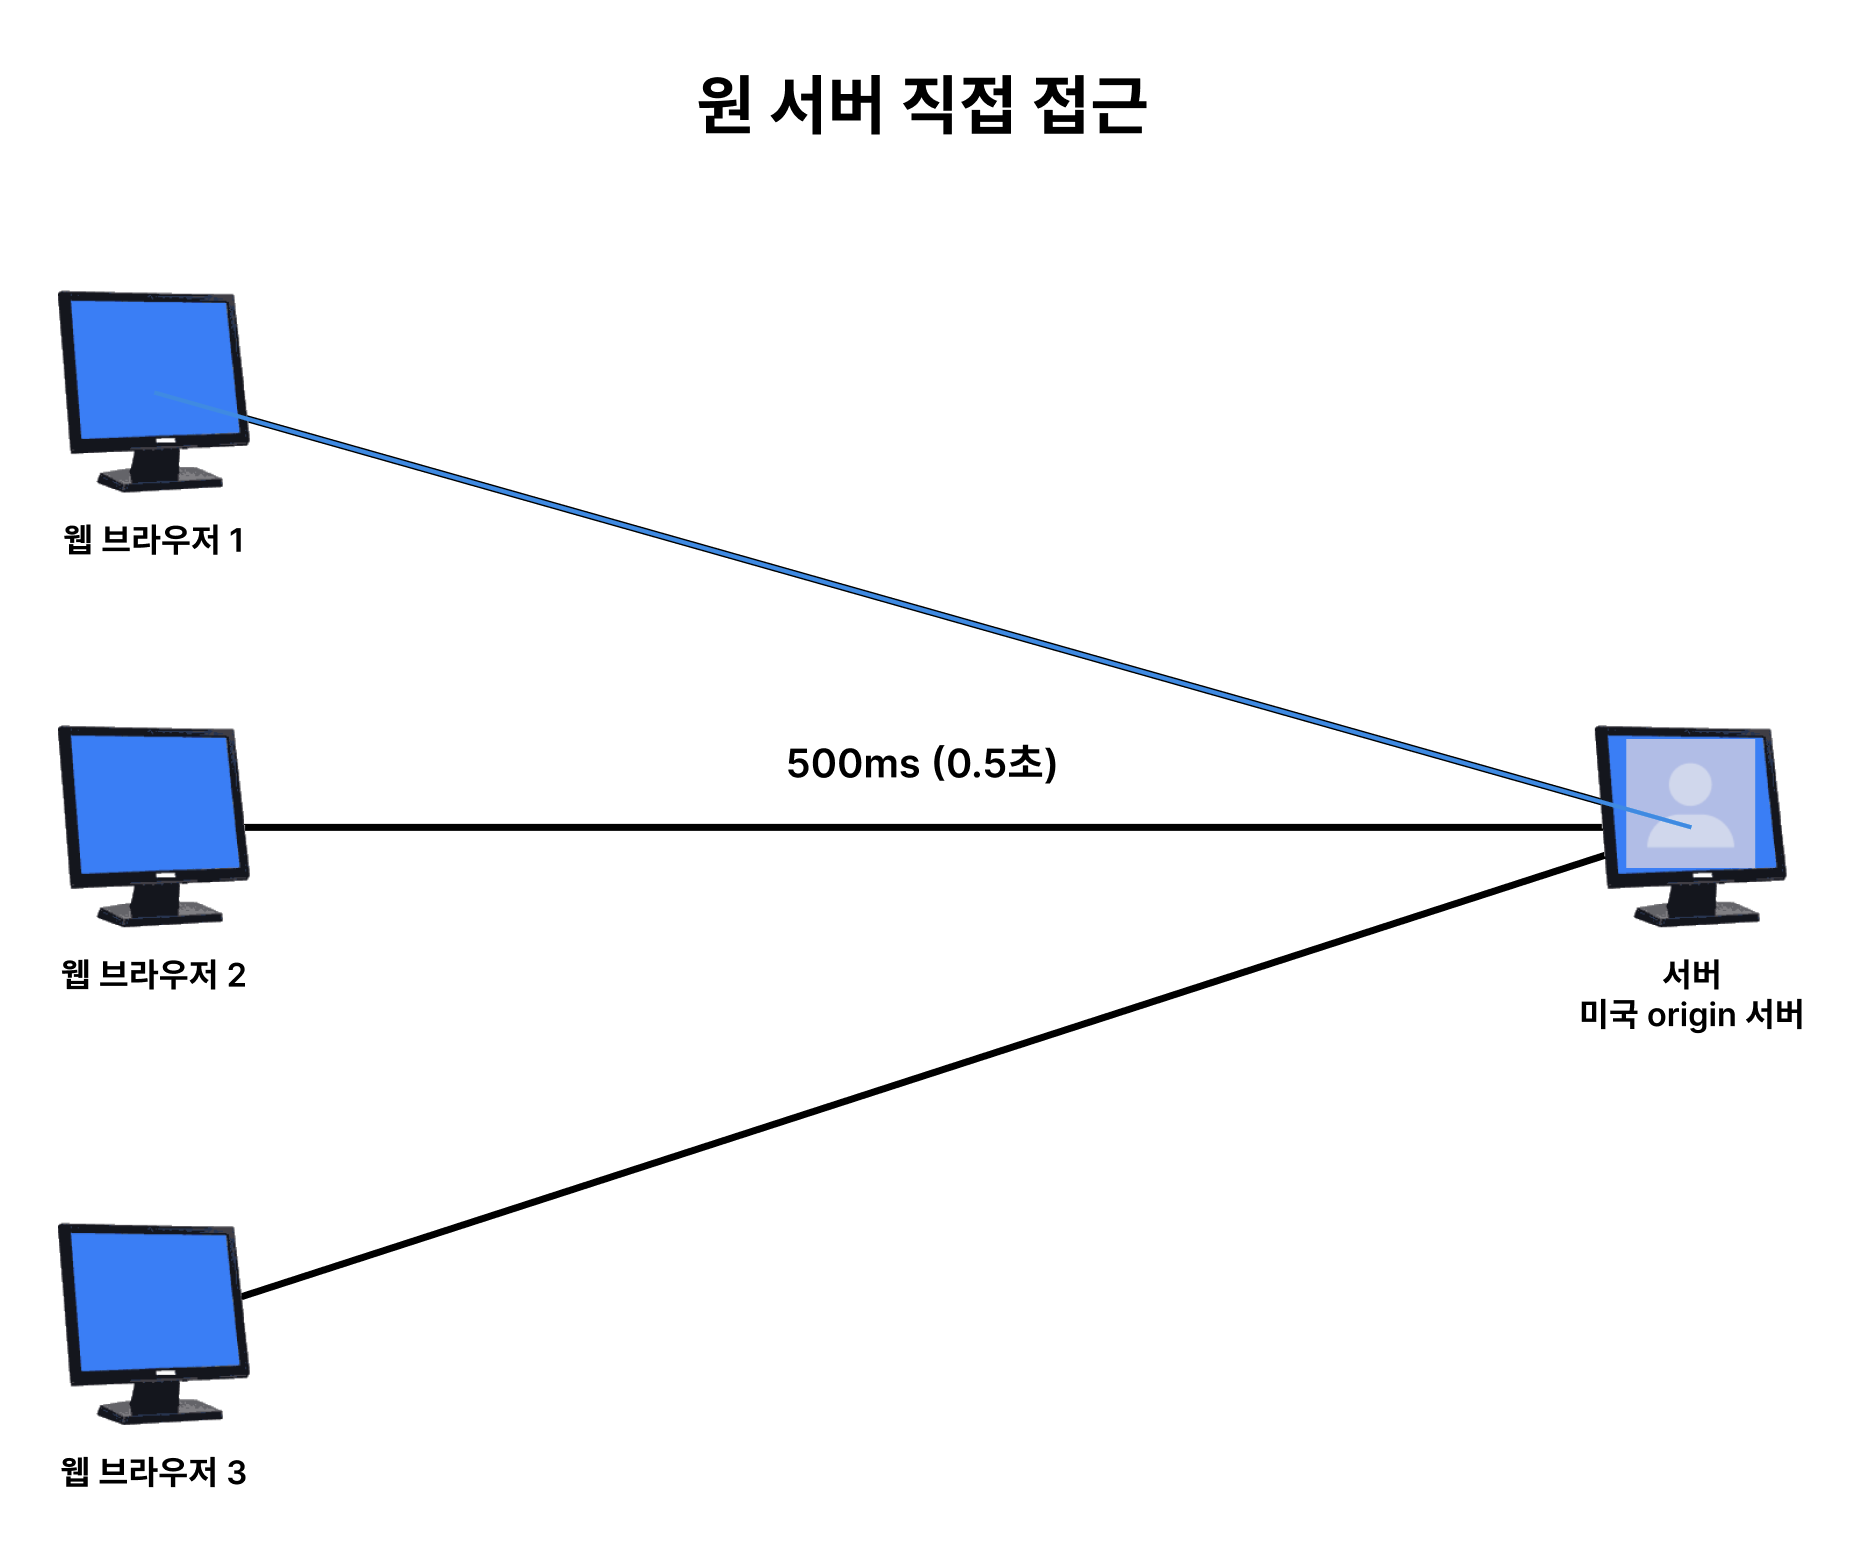 원 서버 직접 접근
웹 브라우저 1
500ms (0.5초)
웹 브라우저 2
서버
미국 origin 서버
웹 브라우저 3